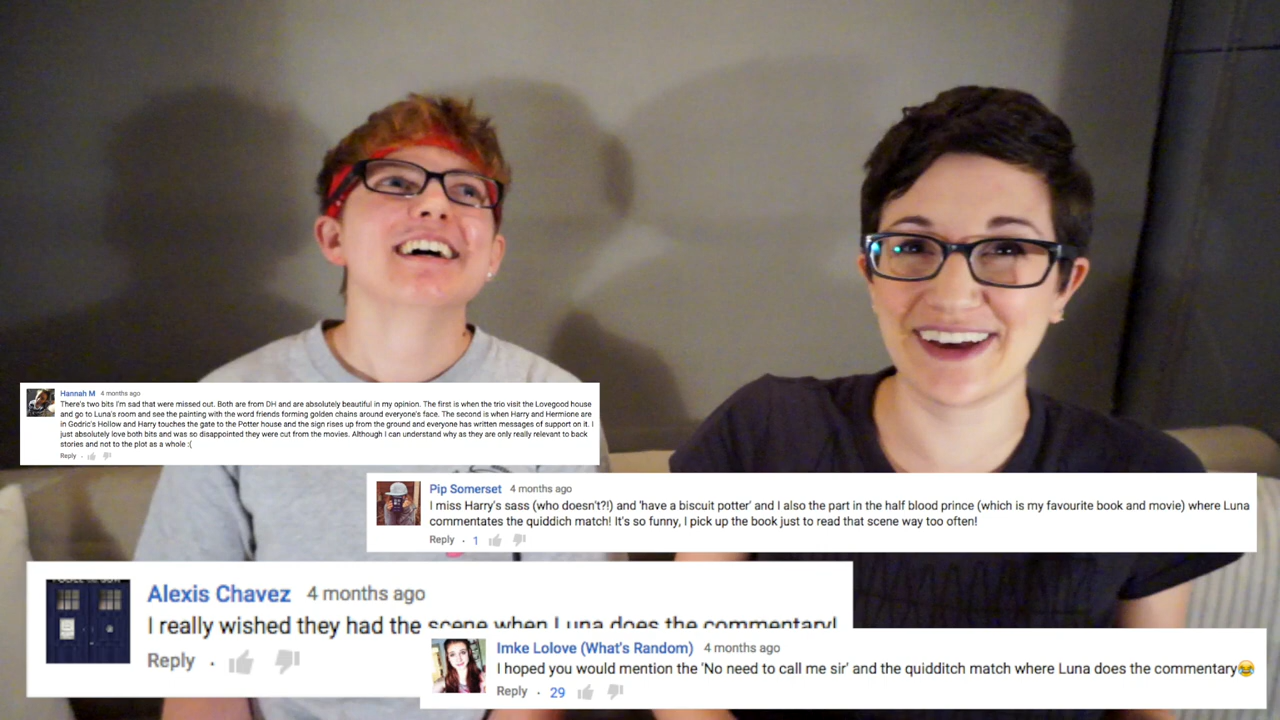 Hannah M 4 months ago
There's two bits I'm sad that were missed out. Both are from DH and are absolutely beautiful in my opinion. The first is when the trio visit the Lovegood house
and go to Luna's room and see the painting with the word friends forming golden chains around everyone's face. The second is when Harry and Hermione are
in Godric's Hollow and Harry touches the gate to the Potter house and the sign rises up from the ground and everyone has written messages of support on it. I
just absolutely love both bits and was so disappointed they were cut from the movies. Although I can understand why as they are only really relevant to back
stories and not to the plot as a whole :(
Reply ·
Pip Somerset 4 months ago
I miss Harry's sass (who doesn't?!) and 'have a biscuit potter' and I also the part in the half blood prince (which is my favourite book and movie) where Luna
commentates the quiddich match! It's so funny, I pick up the book just to read that scene way too often!
Reply · 1
Alexis Chavez 4 months ago
I really wished they had the scene when Luna does the commentary!
Reply ·
Imke Lolove (What's Random) 4 months ago
I hoped you would mention the 'No need to call me sir' and the quidditch match where Luna does the commentary😂
Reply · 29